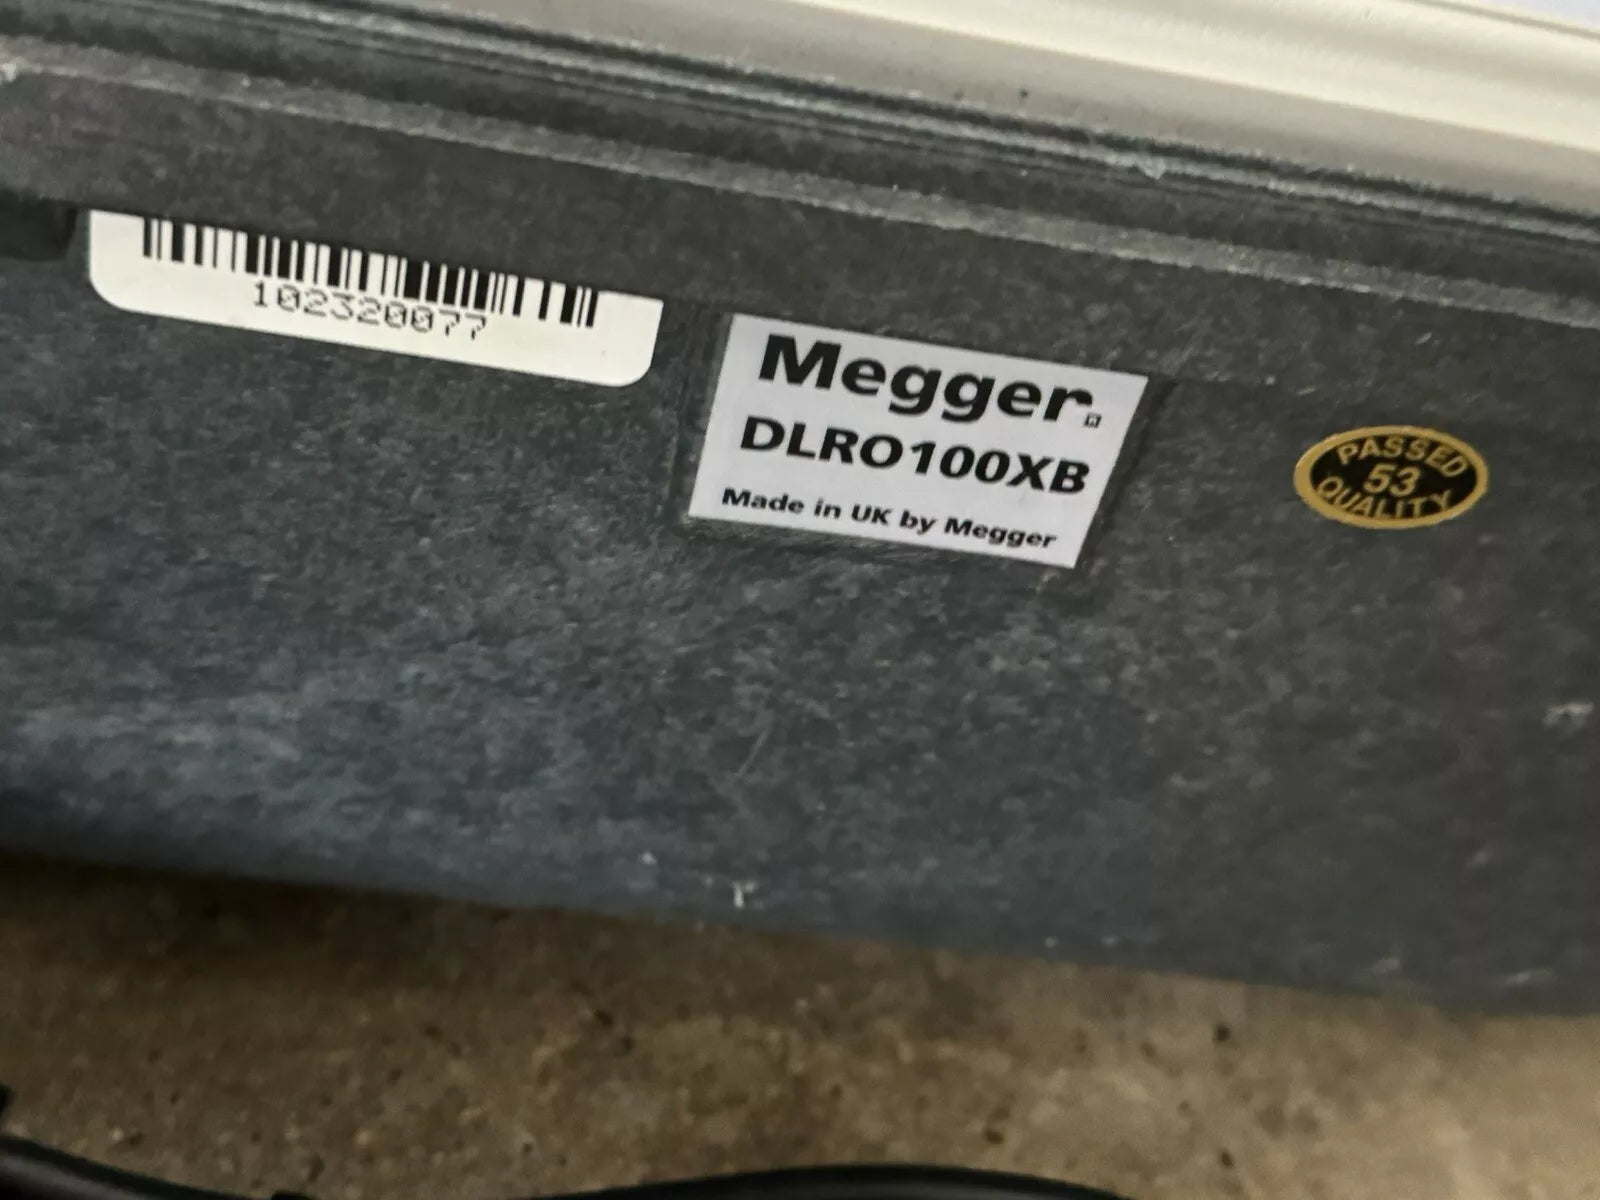 102320077
Megger®
DLRO100XB
Made in UK by Megger
PASSED
53
QUALITY